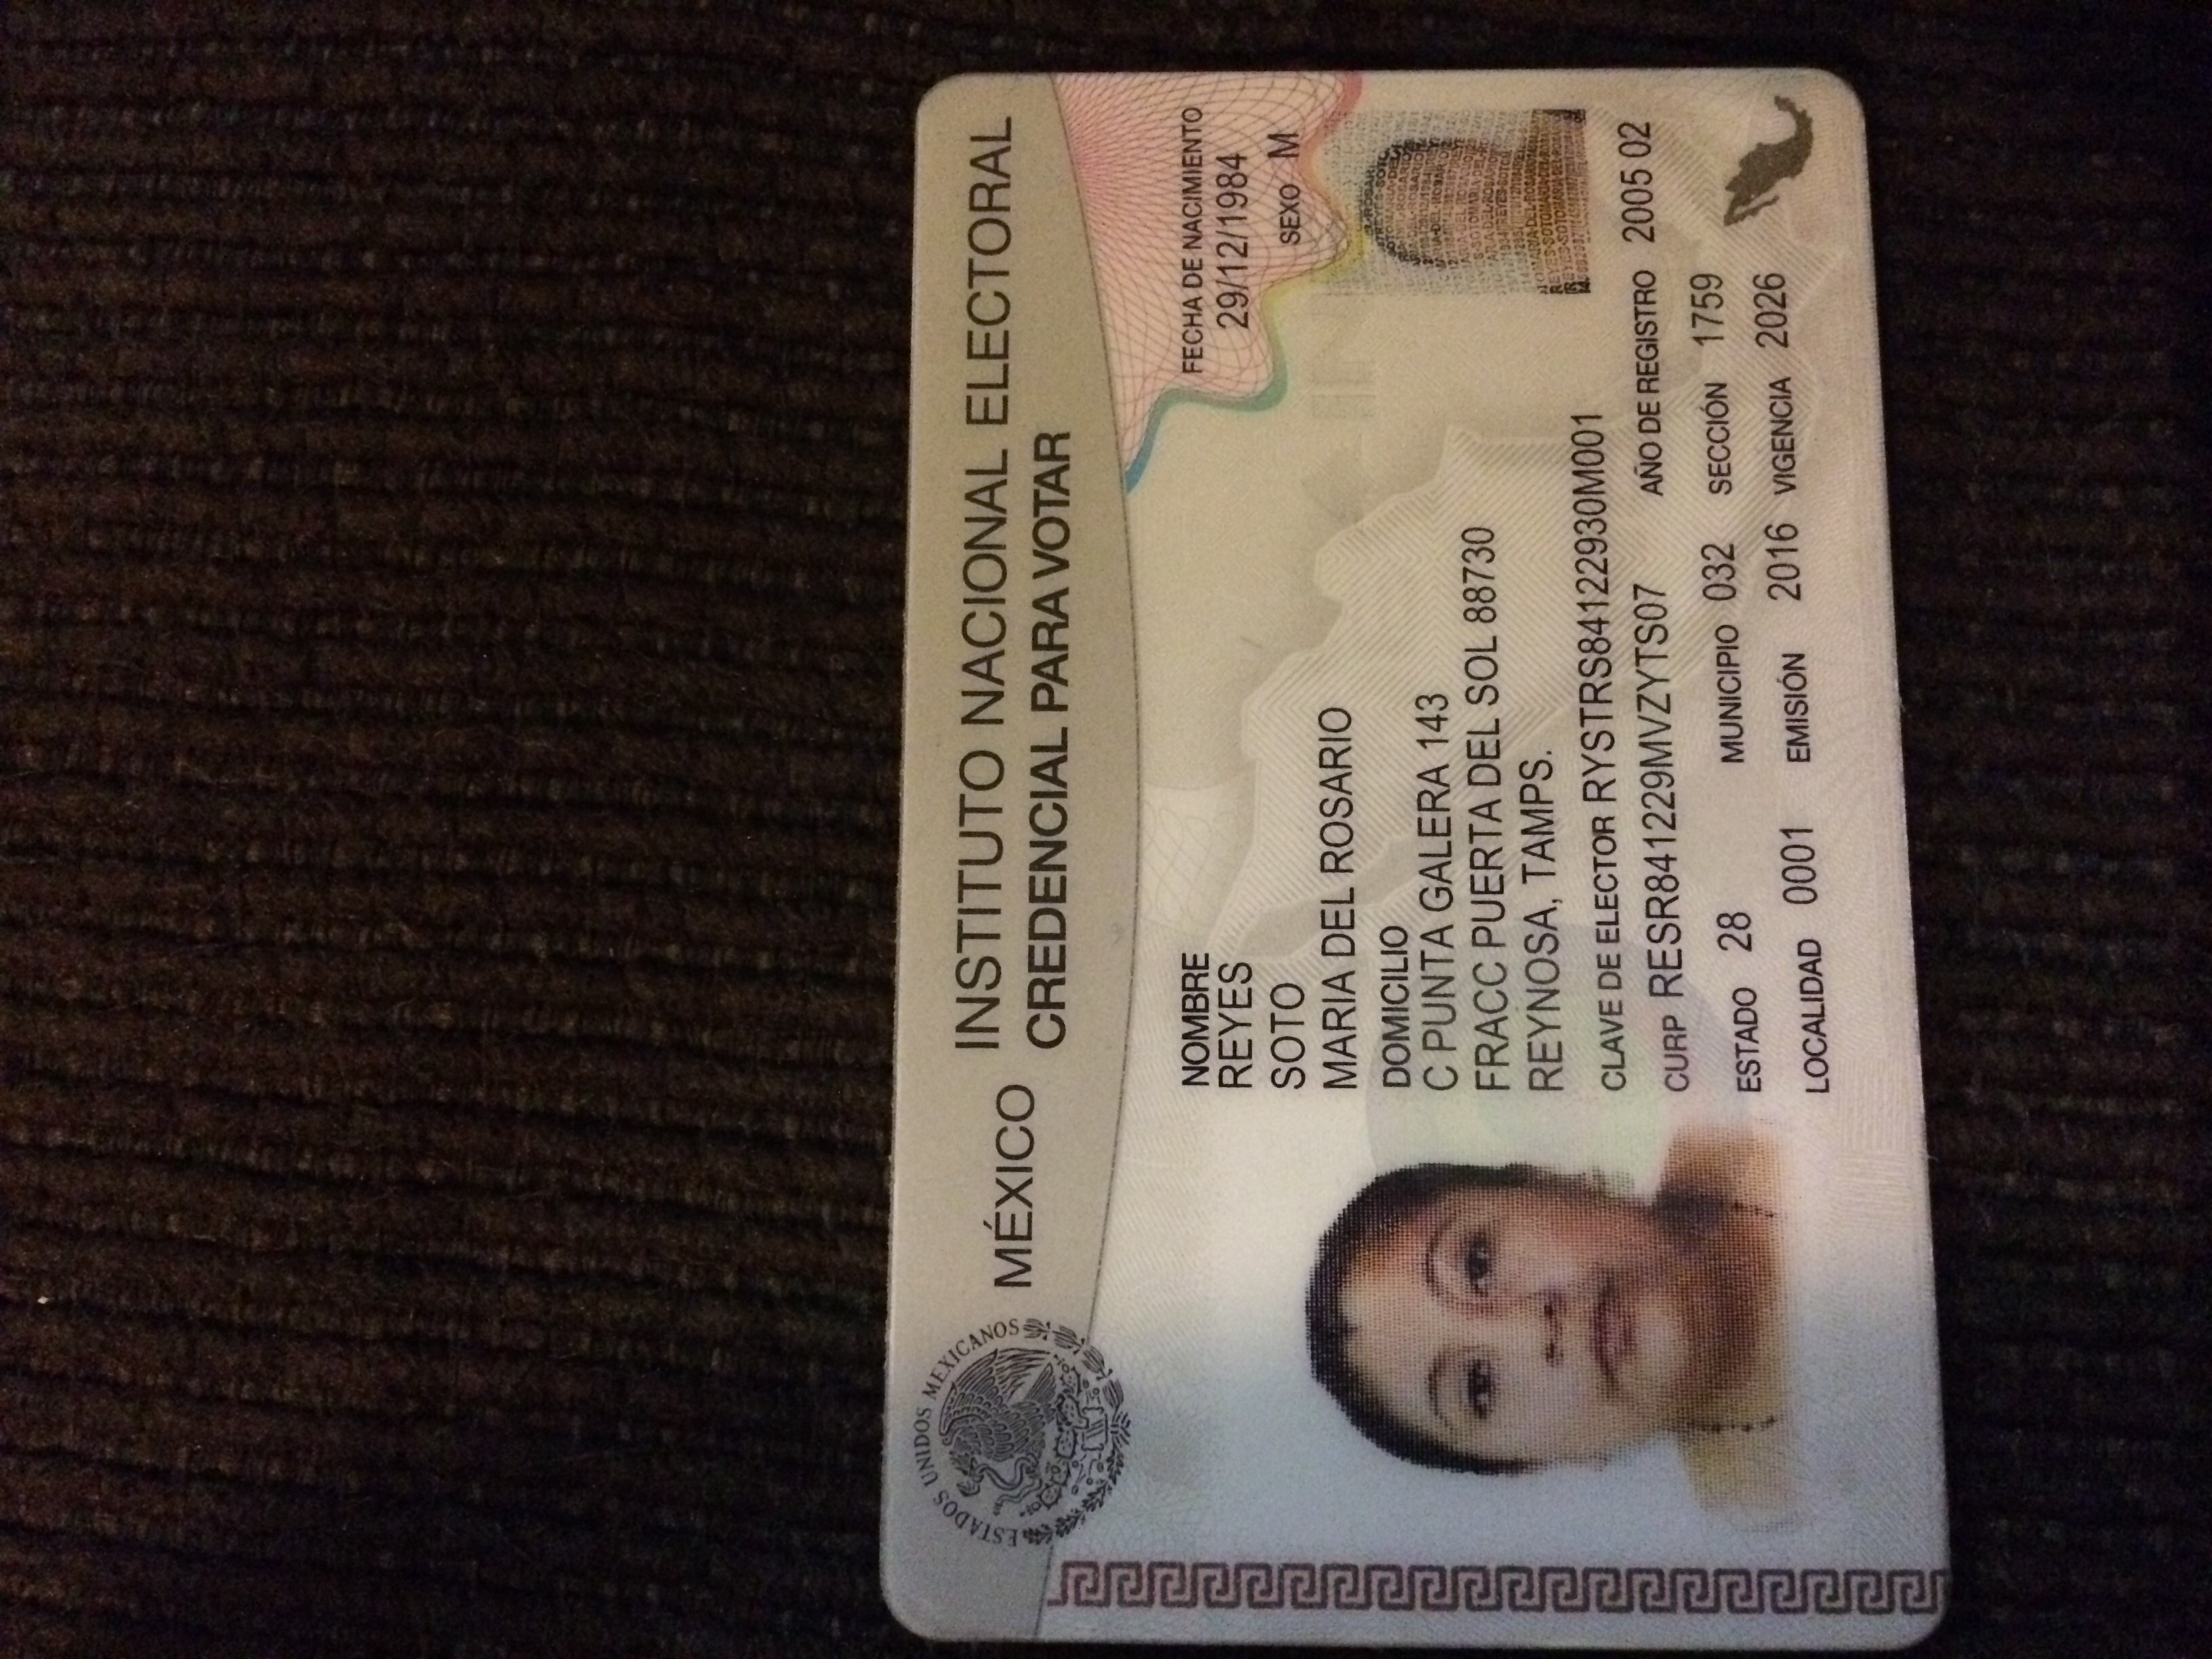 ESTADOS UNIDOS MEXICANOS
MÉXICO
INSTITUTO NACIONAL ELECTORAL
CREDENCIAL PARA VOTAR
NOMBRE
REYES
SOTO
MARIA DEL ROSARIO
FECHA DE NACIMIENTO
29/12/1984
SEXO M
DOMICILIO
C PUNTA GALERA 143
FRACC PUERTA DEL SOL 88730
REYNOSA, TAMPS.
CLAVE DE ELECTOR RYSTRS84122930M001
CURP RESR841229MVZYTS07 AÑO DE REGISTRO 2005 02
ESTADO 28 MUNICIPIO 032 SECCIÓN 1759
LOCALIDAD 0001 EMISIÓN 2016 VIGENCIA 2026